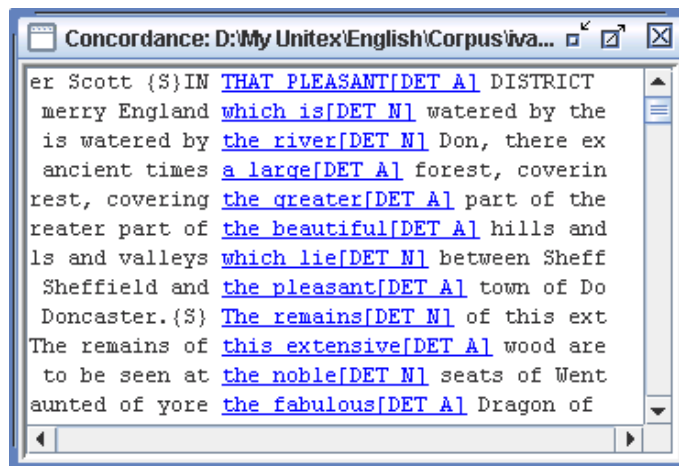 Concordance: D:\My Unitex\English\Corpus\iva...
er Scott {S}IN THAT PLEASANT[DET A] DISTRICT
merry England which is[DET N] watered by the
is watered by the river[DET N] Don, there ex
ancient times a large[DET A] forest, coverin
rest, covering the greater[DET A] part of the
reater part of the beautiful[DET A] hills and
ls and valleys which lie[DET N] between Sheff
Sheffield and the pleasant[DET A] town of Do
Doncaster.{S} The remains[DET N] of this ext
The remains of this extensive[DET A] wood are
to be seen at the noble[DET N] seats of Went
aunted of yore the fabulous[DET A] Dragon of